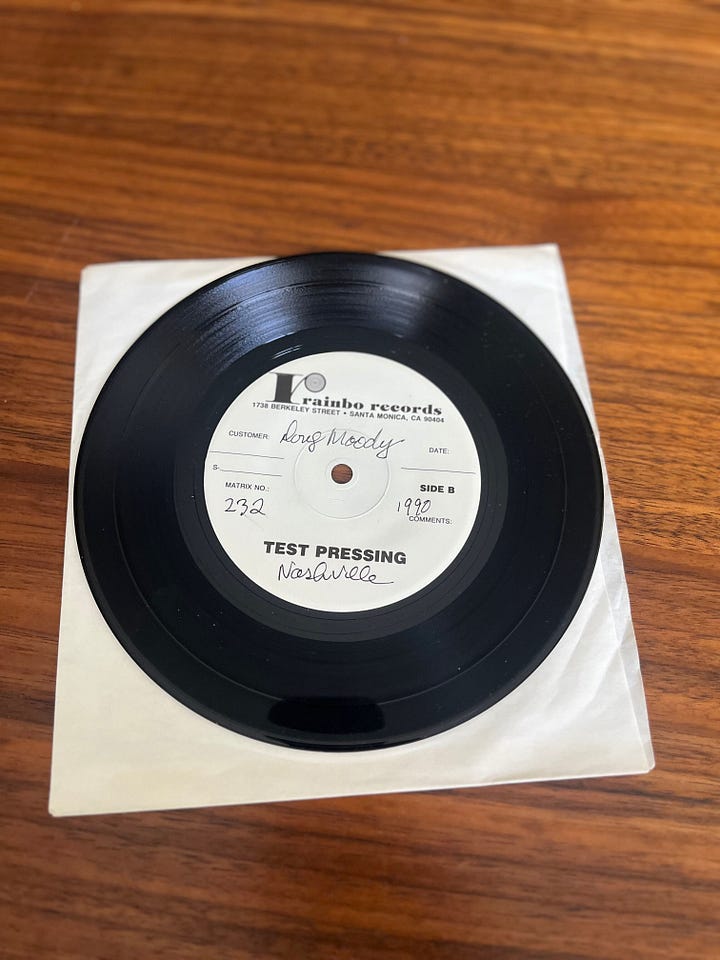 r rainbo records
1738 BERKELEY STREET • SANTA MONICA, CA 90404
CUSTOMER: Doug Moody
DATE:
S-
MATRIX NO.: SIDE B
232 1990
COMMENTS:
TEST PRESSING
Nashville